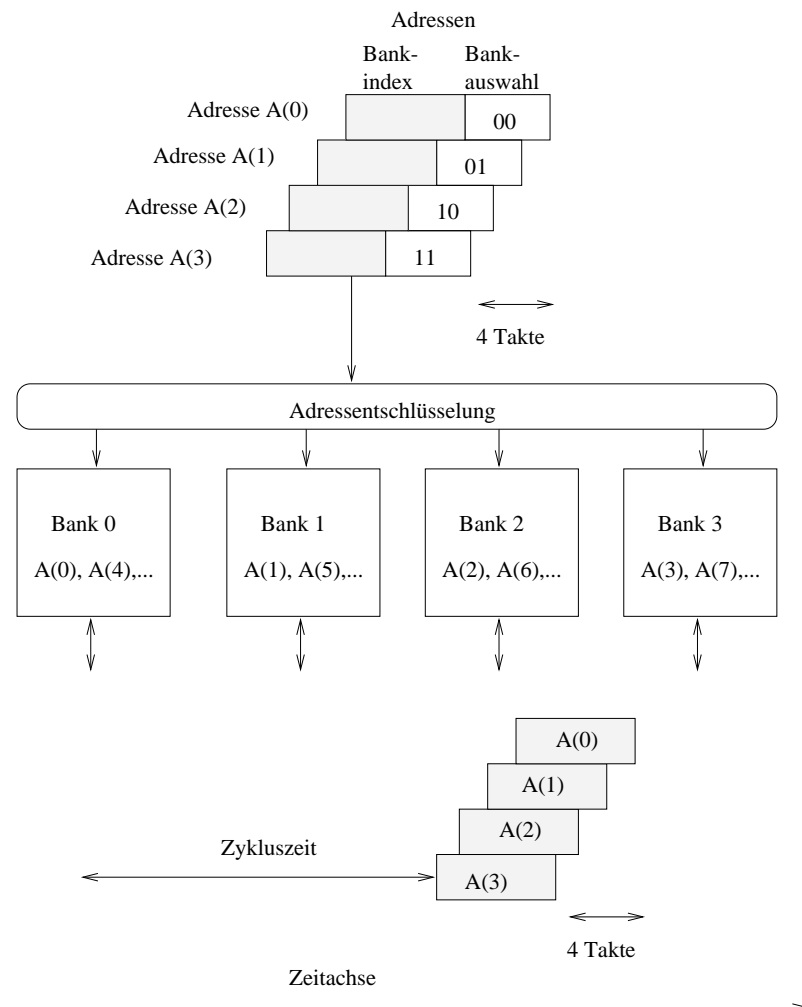 Adressen
Bank-
index
Bank-
auswahl
Adresse A(0)
00
Adresse A(1)
01
Adresse A(2)
10
Adresse A(3)
11
4 Takte
Adressentschlüsselung
Bank 0
A(0), A(4),...
Bank 1
A(1), A(5),...
Bank 2
A(2), A(6),...
Bank 3
A(3), A(7),...
A(0)
A(1)
A(2)
Zykluszeit
A(3)
4 Takte
Zeitachse